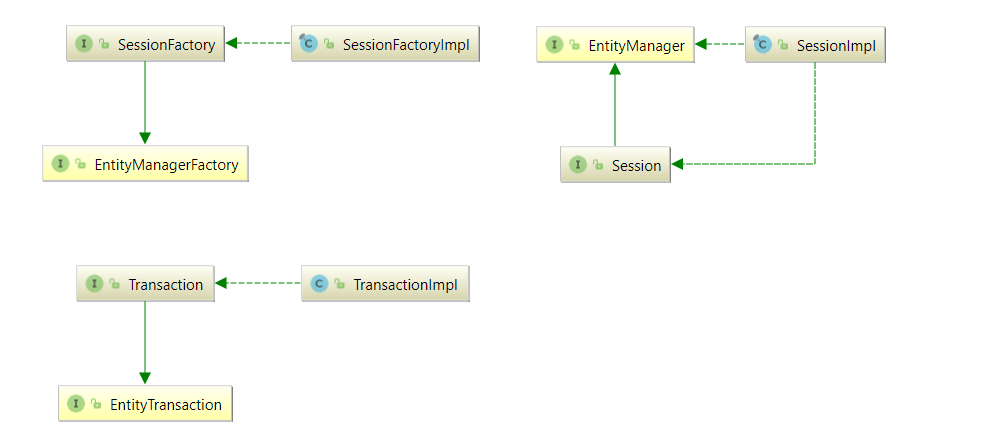 I SessionFactory
C SessionFactoryImpl
I EntityManager
C SessionImpl
I EntityManagerFactory
I Session
I Transaction
C TransactionImpl
I EntityTransaction